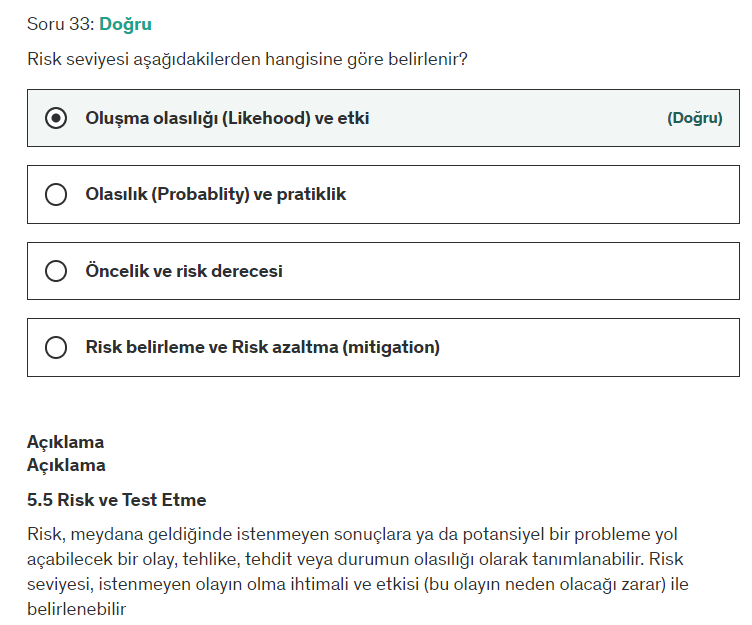 Soru 33: Doğru
Risk seviyesi aşağıdakilerden hangisine göre belirlenir?
Oluşma olasılığı (Likehood) ve etki (Doğru)
Olasılık (Probablity) ve pratiklik
Öncelik ve risk derecesi
Risk belirleme ve Risk azaltma (mitigation)
Açıklama
Açıklama
5.5 Risk ve Test Etme
Risk, meydana geldiğinde istenmeyen sonuçlara ya da potansiyel bir probleme yol
açabilecek bir olay, tehlike, tehdit veya durumun olasılığı olarak tanımlanabilir. Risk
seviyesi, istenmeyen olayın olma ihtimali ve etkisi (bu olayın neden olacağı zarar) ile
belirlenebilir